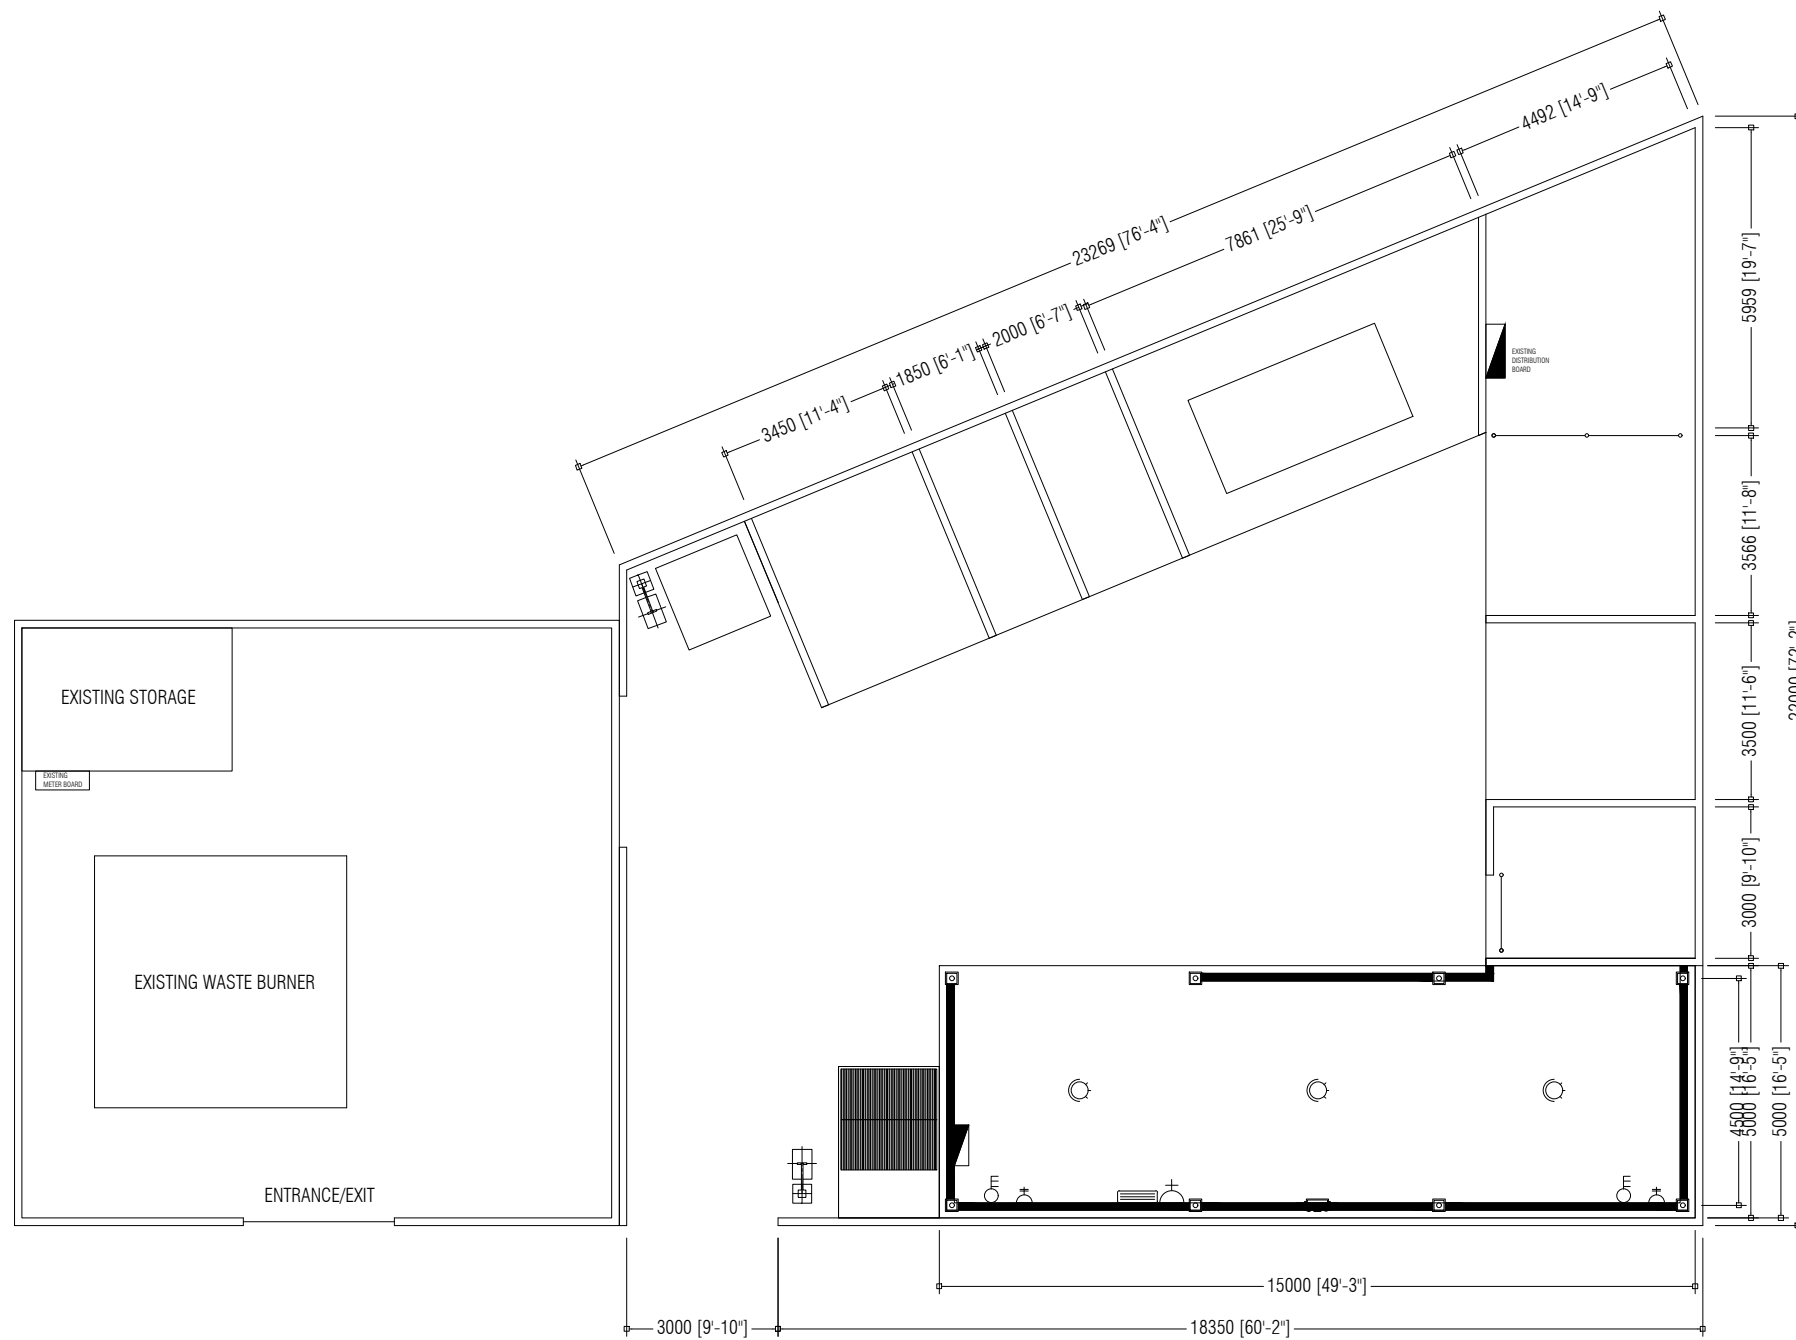 4492 [14'-9"]
23269 [76'-4"]
7861 [25'-9"]
5959 [19'-7"]
2000 [6'-7"]
1850 [6'-1"]
3450 [11'-4"]
EXISTING
DISTRIBUTION
BOARD
3566 [11'-8"]
22000 [72'-2"]
3500 [11'-6"]
EXISTING STORAGE
EXISTING
METER BOARD
3000 [9'-10"]
EXISTING WASTE BURNER
4500 [14'-9"]
5000 [16'-5"]
5000 [16'-5"]
E
E
ENTRANCE/EXIT
15000 [49'-3"]
3000 [9'-10"]
18350 [60'-2"]